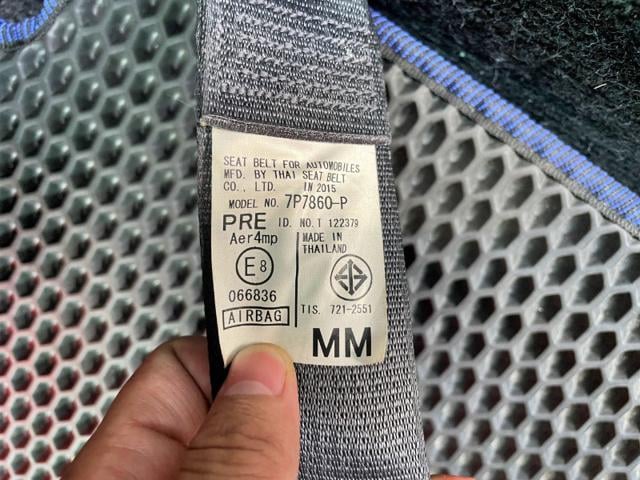 SEAT BELT FOR AUTOMOBILES
MFD. BY THAI SEAT BELT
CO., LTD. IN 2015
MODEL NO. 7P7860-P
PRE ID. NO. T 122379
Aer4mp
MADE IN
THAILAND
E8
066836
TIS. 721-2551
AIRBAG
MM